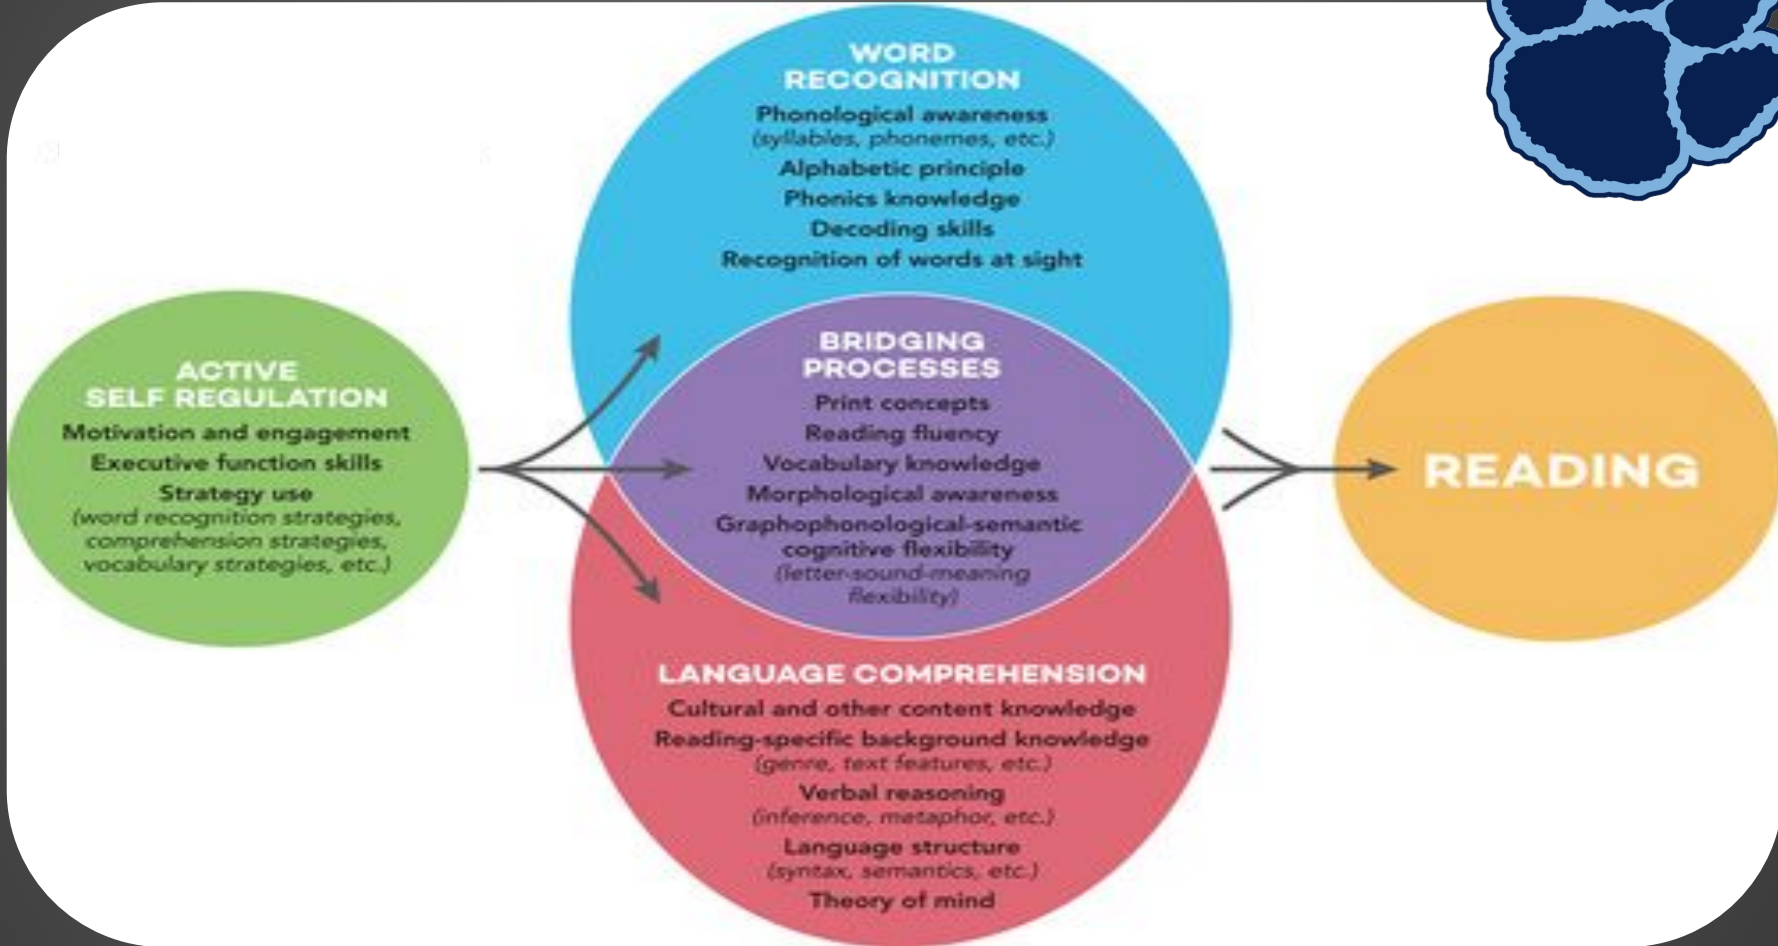 ACTIVE
SELF REGULATION
Motivation and engagement
Executive function skills
Strategy use
(word recognition strategies,
comprehension strategies,
vocabulary strategies, etc.)
WORD
RECOGNITION
Phonological awareness
(syllables, phonemes, etc.)
Alphabetic principle
Phonics knowledge
Decoding skills
Recognition of words at sight
BRIDGING
PROCESSES
Print concepts
Reading fluency
Vocabulary knowledge
Morphological awareness
Graphophonological-semantic
cognitive flexibility
(letter-sound-meaning
flexibility)
LANGUAGE COMPREHENSION
Cultural and other content knowledge
Reading-specific background knowledge
(genre, text features, etc.)
Verbal reasoning
(inference, metaphor, etc.)
Language structure
(syntax, semantics, etc.)
Theory of mind
READING